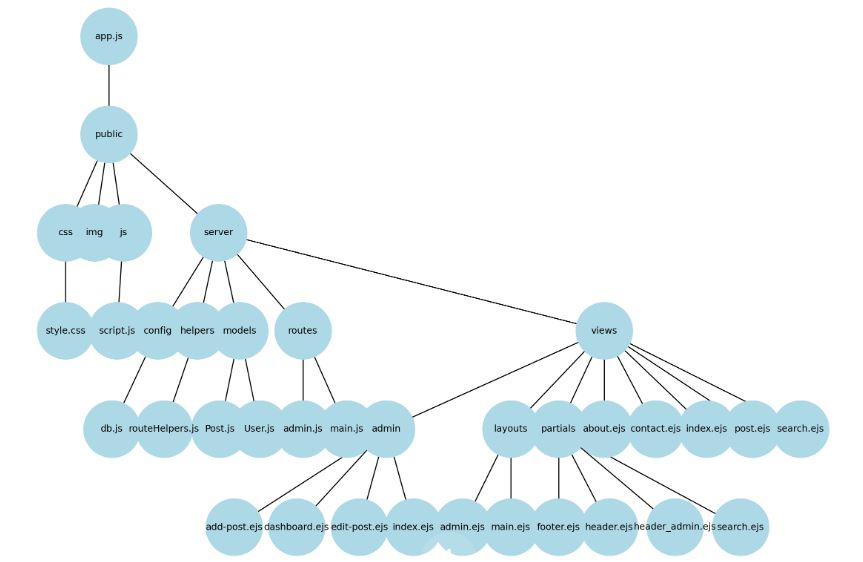 app.js
public
css img js server
style.css script.js config helpers models routes views
db.js routeHelpers.js Post.js User.js admin.js main.js admin layouts partials about.ejs contact.ejs index.ejs post.ejs search.ejs
add-post.ejs dashboard.ejs edit-post.ejs index.ejs admin.ejs main.ejs footer.ejs header.ejs header_admin.ejs search.ejs